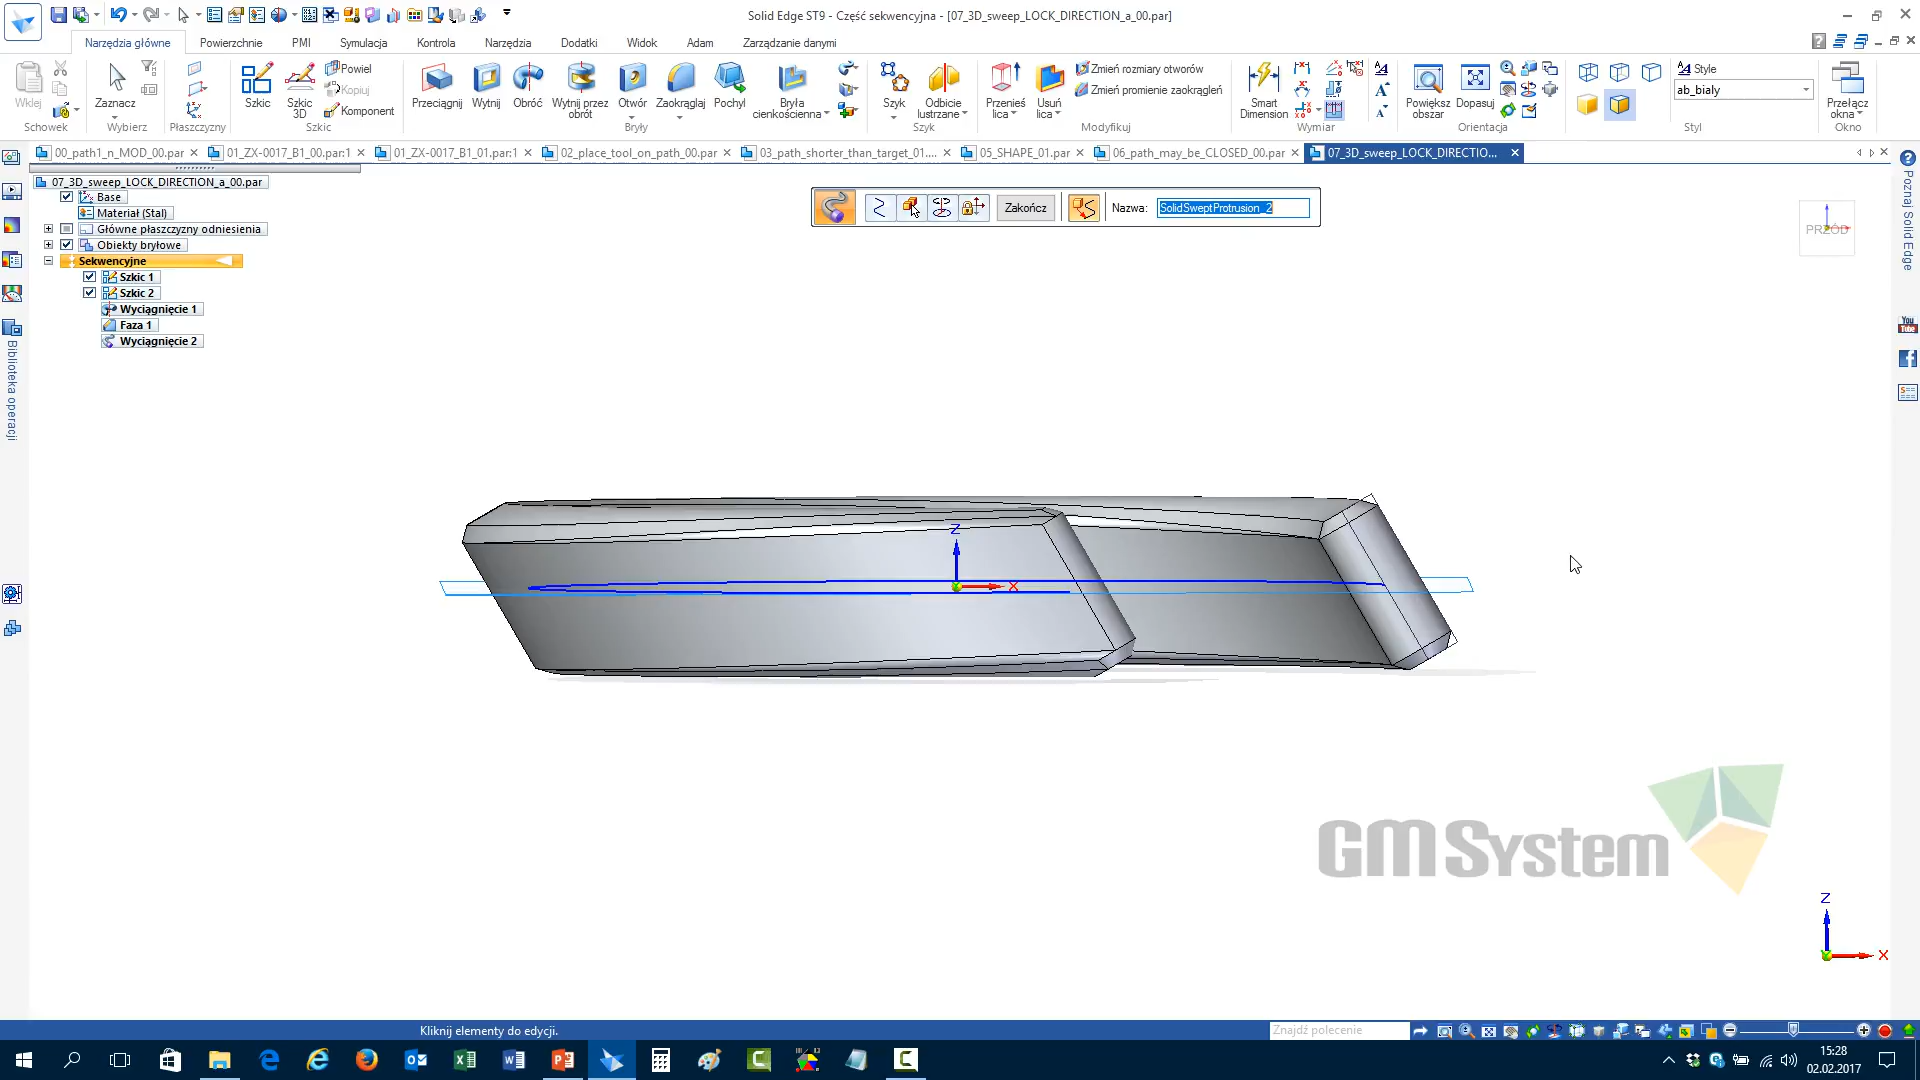 Solid Edge ST9 - Część sekwencyjna - [07_3D_sweep_LOCK_DIRECTION_a_00.par]
Narzędzia główne Powierzchnie PMI Symulacja Kontrola Narzędzia Dodatki Widok Adam Zarządzanie danymi
Wklej
Schowek
Zaznacz
Wybierz
Płaszczyzny
Szkic
Szkic 3D
Powiel
Kopiuj
Komponent
Szkic
Przeciągnij
Wytnij
Obróć
Wytnij przez obrót
Otwór
Zaokrąglaj
Pochyl
Bryła cienkościenna
Bryły
Szyk
Odbicie lustrzane
Szyk
Przenieś lica
Usuń lica
Zmień rozmiary otworów
Zmień promienie zaokrągleń
Modyfikuj
Smart Dimension
Wymiar
Powiększ obszar
Dopasuj
Orientacja
Style
ab_bialy
Styl
Przełącz okna
Okno
00_path1_n_MOD_00.par
01_ZX-0017_B1_00.par:1
01_ZX-0017_B1_01.par:1
02_place_tool_on_path_00.par
03_path_shorter_than_target_01....
05_SHAPE_01.par
06_path_may_be_CLOSED_00.par
07_3D_sweep_LOCK_DIRECTIO...
07_3D_sweep_LOCK_DIRECTION_a_00.par
Base
Materiał (Stal)
Główne płaszczyzny odniesienia
Obiekty bryłowe
Sekwencyjne
Szkic 1
Szkic 2
Wyciągnięcie 1
Faza 1
Wyciągnięcie 2
Biblioteka operacji
Zakończ
Nazwa:
SolidSweptProtrusion_2
PRZÓD
Poznaj Solid Edge
You
Tube
Z
X
GMSystem
Z
X
Kliknij elementy do edycji.
Znajdź polecenie
15:28
02.02.2017